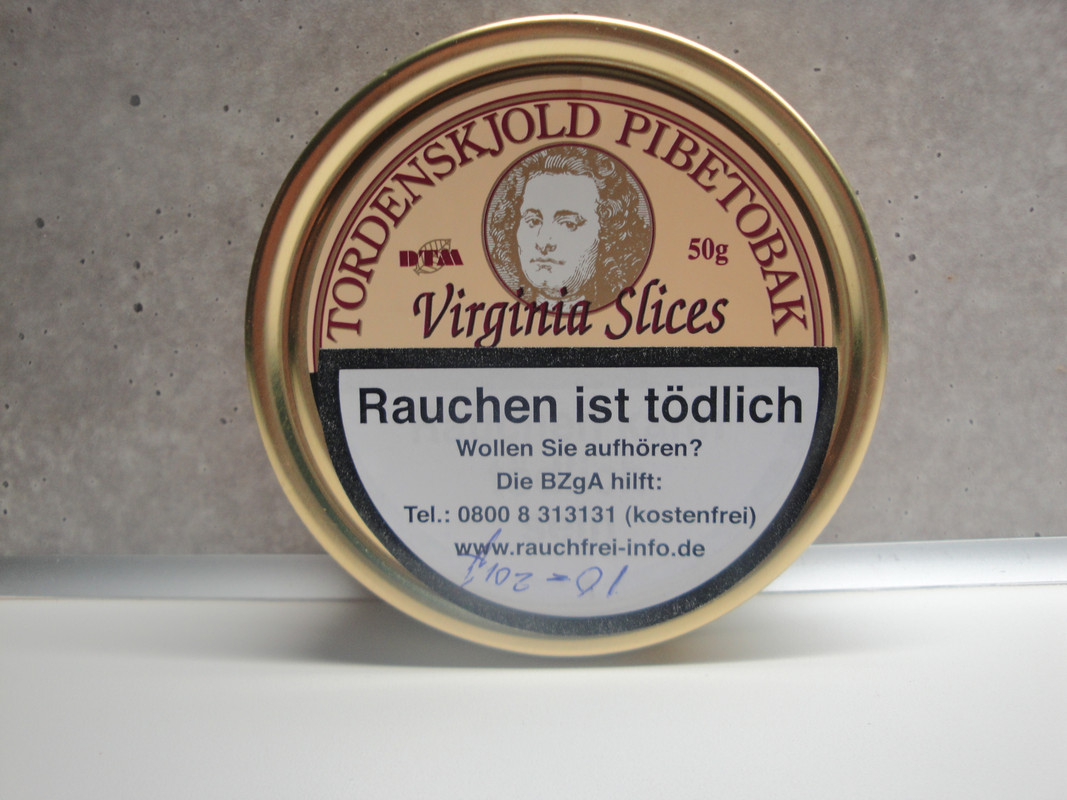 TORDENSKJOLD PIBETOBAK
DTM
50g
Virginia Slices
Rauchen ist tödlich
Wollen Sie aufhören?
Die BZgA hilft:
Tel.: 0800 8 313131 (kostenfrei)
www.rauchfrei-info.de